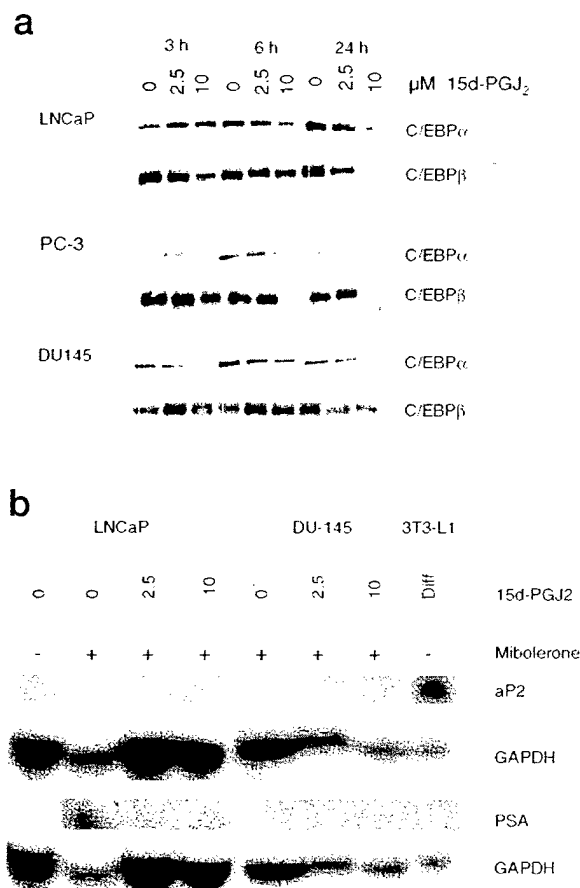 a
3 h 6 h 24 h
0 2.5 10 0 2.5 10 0 2.5 10 µM 15d-PGJ₂
LNCaP
C/EBPα
C/EBPβ
PC-3
C/EBPα
C/EBPβ
DU145
C/EBPα
C/EBPβ
b
LNCaP DU-145 3T3-L1
0 0 2.5 10 0 2.5 10 Diff 15d-PGJ2
- + + + + + + - Mibolerone
aP2
GAPDH
PSA
GAPDH